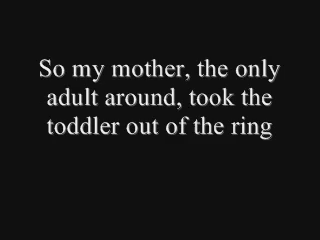 So my mother, the only
adult around, took the
toddler out of the ring